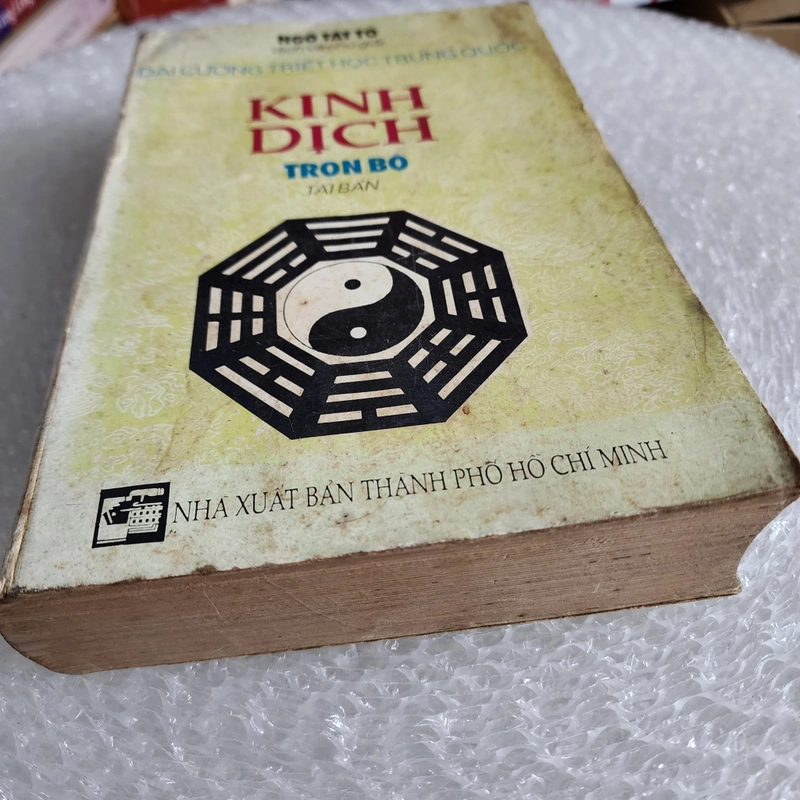 NGÔ TẤT TỐ
ĐẠI CƯƠNG TRIẾT HỌC TRUNG QUỐC
KINH
DỊCH
TRỌN BỘ
TÁI BẢN
NHÀ XUẤT BẢN THÀNH PHỐ HỒ CHÍ MINH